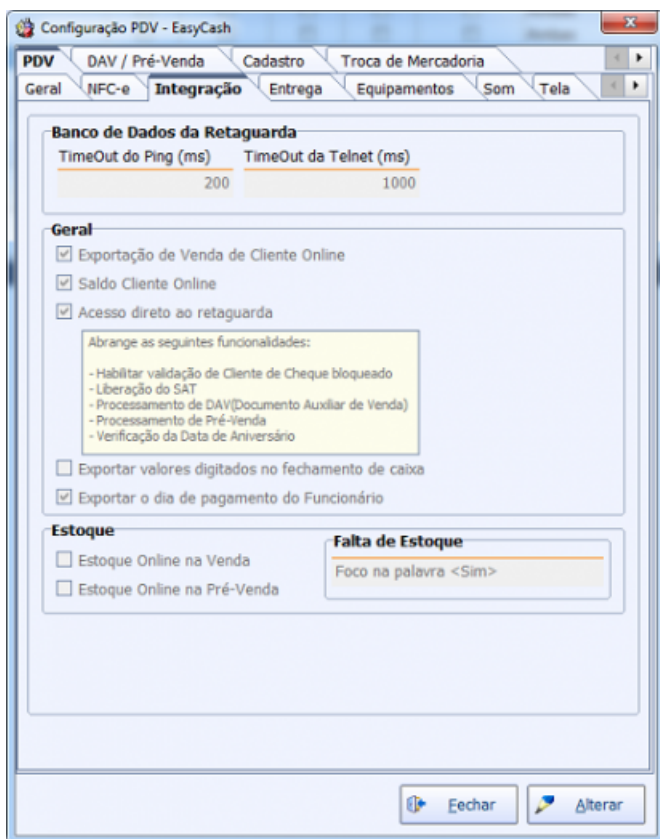 Configuração PDV - EasyCash
PDV DAV / Pré-Venda Cadastro Troca de Mercadoria
Geral NFC-e Integração Entrega Equipamentos Som Tela
Banco de Dados da Retaguarda
TimeOut do Ping (ms) TimeOut da Telnet (ms)
200 1000
Geral
Exportação de Venda de Cliente Online
Saldo Cliente Online
Acesso direto ao retaguarda
Abrange as seguintes funcionalidades:
- Habilitar validação de Cliente de Cheque bloqueado
- Liberação do SAT
- Processamento de DAV(Documento Auxiliar de Venda)
- Processamento de Pré-Venda
- Verificação da Data de Aniversário
Exportar valores digitados no fechamento de caixa
Exportar o dia de pagamento do Funcionário
Estoque
Estoque Online na Venda
Estoque Online na Pré-Venda
Falta de Estoque
Foco na palavra <Sim>
Fechar Alterar